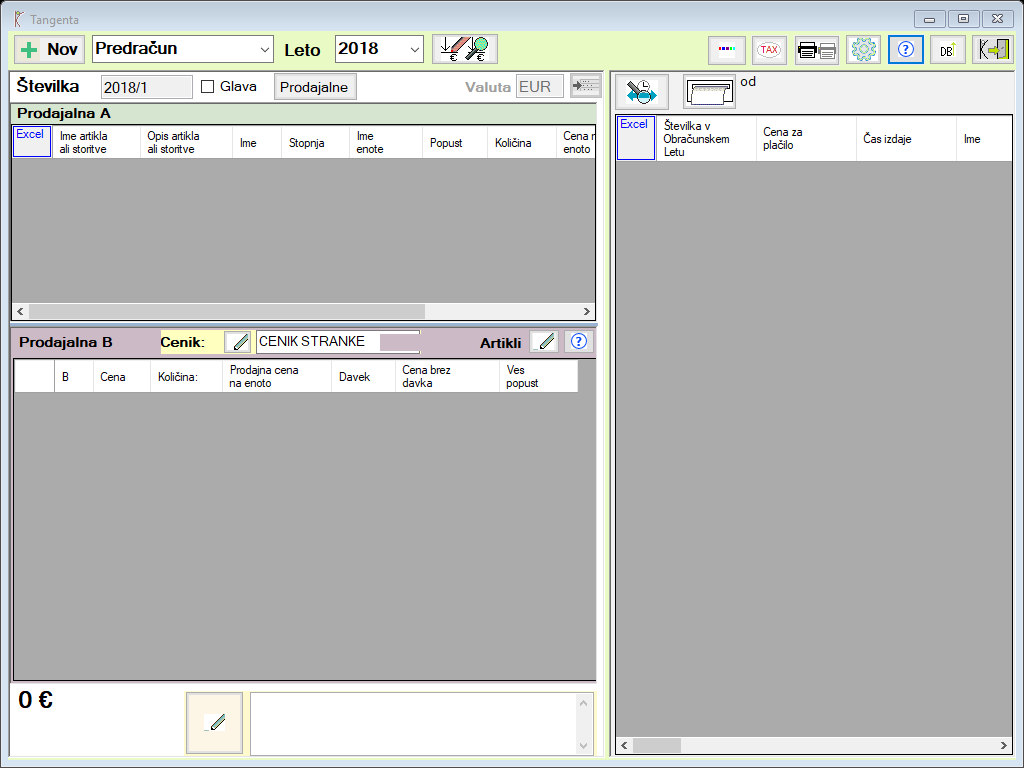 Tangenta
Nov
Predračun
Leto
2018
€ €
TAX
?
DB
Številka
2018/1
Glava
Prodajalne
Valuta
EUR
od
Prodajalna A
Excel
Ime artikla
ali storitve
Opis artikla
ali storitve
Ime
Stopnja
Ime
enote
Popust
Količina
Cena
enoto
Excel
Številka v
Obračunskem
Letu
Cena za
plačilo
Čas izdaje
Ime
Prodajalna B
Cenik:
CENIK STRANKE
Artikli
?
B
Cena
Količina:
Prodajna cena
na enoto
Davek
Cena brez
davka
Ves
popust
0 €